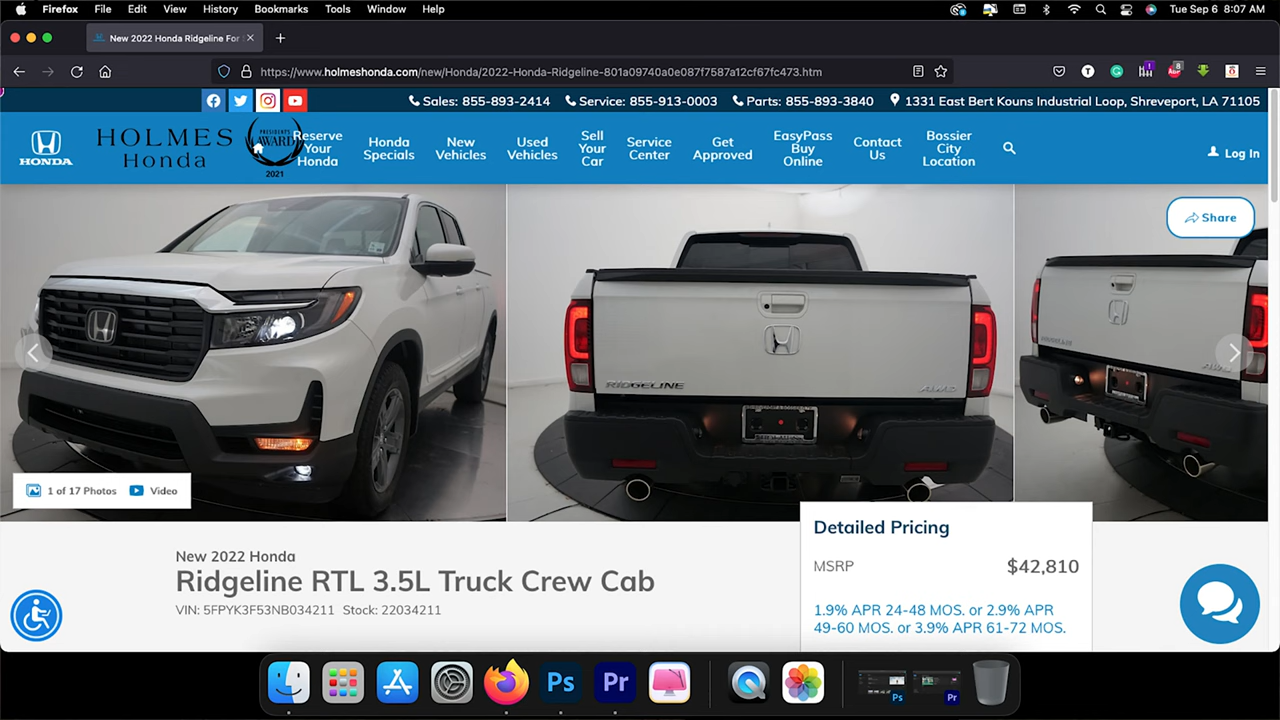 Firefox File Edit View History Bookmarks Tools Window Help
Tue Sep 6 8:07 AM
New 2022 Honda Ridgeline For
https://www.holmeshonda.com/new/Honda/2022-Honda-Ridgeline-801a09740a0e087f7587a12cf67fc473.htm
Sales: 855-893-2414 Service: 855-913-0003 Parts: 855-893-3840 1331 East Bert Kouns Industrial Loop, Shreveport, LA 71105
HONDA
HOLMES
Honda
PRESIDENT'S
AWARD
2021
Reserve
Your
Honda
Honda
Specials
New
Vehicles
Used
Vehicles
Sell
Your
Car
Service
Center
Get
Approved
EasyPass
Buy
Online
Contact
Us
Bossier
City
Location
Log In
Share
RIDGELINE
AWD
1 of 17 Photos Video
New 2022 Honda
Ridgeline RTL 3.5L Truck Crew Cab
VIN: 5FPYK3F53NB034211 Stock: 22034211
Detailed Pricing
MSRP $42,810
1.9% APR 24-48 MOS. or 2.9% APR
49-60 MOS. or 3.9% APR 61-72 MOS.
Ps Pr Ps Pr